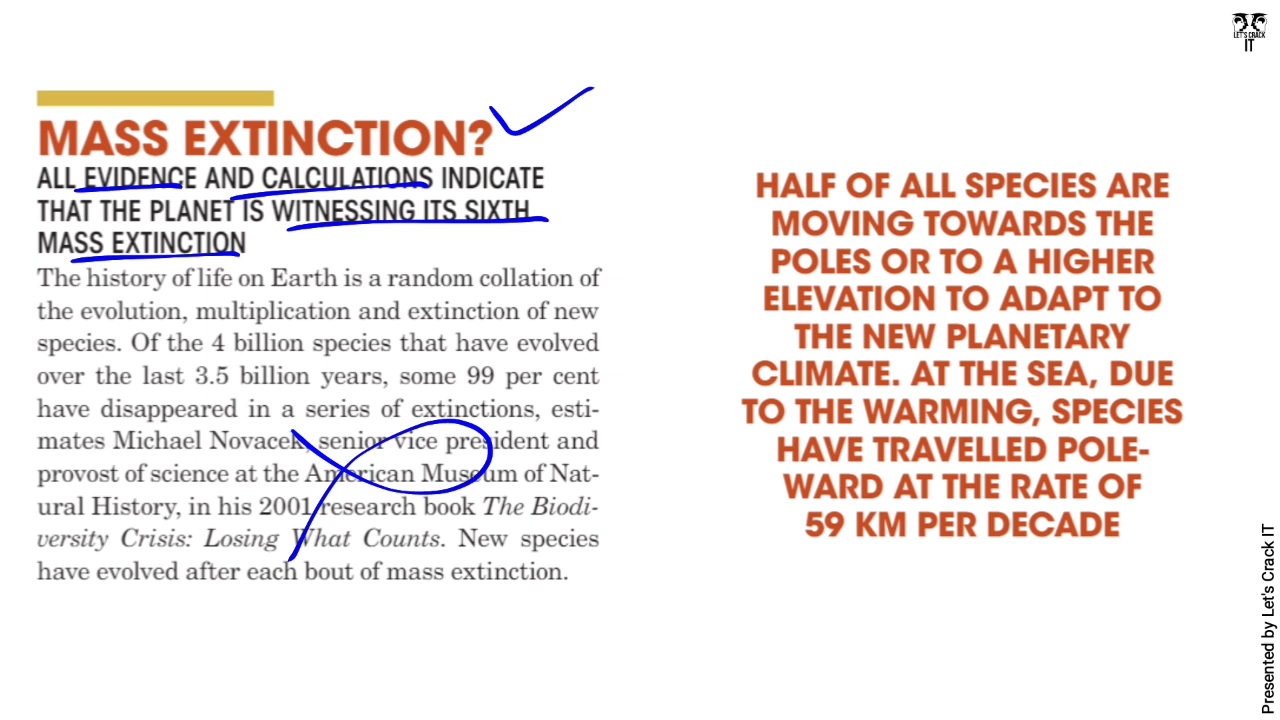 LET'S CRACK
IT
MASS EXTINCTION?
ALL EVIDENCE AND CALCULATIONS INDICATE
THAT THE PLANET IS WITNESSING ITS SIXTH
MASS EXTINCTION
The history of life on Earth is a random collation of
the evolution, multiplication and extinction of new
species. Of the 4 billion species that have evolved
over the last 3.5 billion years, some 99 per cent
have disappeared in a series of extinctions, esti-
mates Michael Novacek, senior vice president and
provost of science at the American Museum of Nat-
ural History, in his 2001 research book The Biodi-
versity Crisis: Losing What Counts. New species
have evolved after each bout of mass extinction.
HALF OF ALL SPECIES ARE
MOVING TOWARDS THE
POLES OR TO A HIGHER
ELEVATION TO ADAPT TO
THE NEW PLANETARY
CLIMATE. AT THE SEA, DUE
TO THE WARMING, SPECIES
HAVE TRAVELLED POLE-
WARD AT THE RATE OF
59 KM PER DECADE
Presented by Let's Crack IT